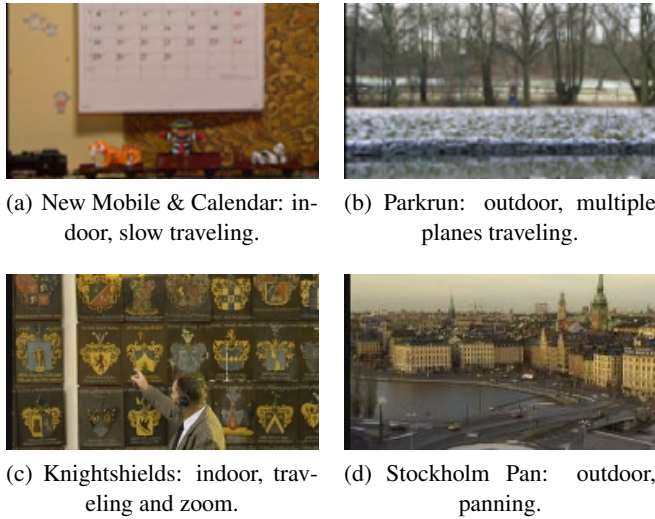 (a) New Mobile & Calendar: in-
door, slow traveling.
(b) Parkrun: outdoor, multiple
planes traveling.
(c) Knightshields: indoor, trav-
eling and zoom.
(d) Stockholm Pan: outdoor,
panning.